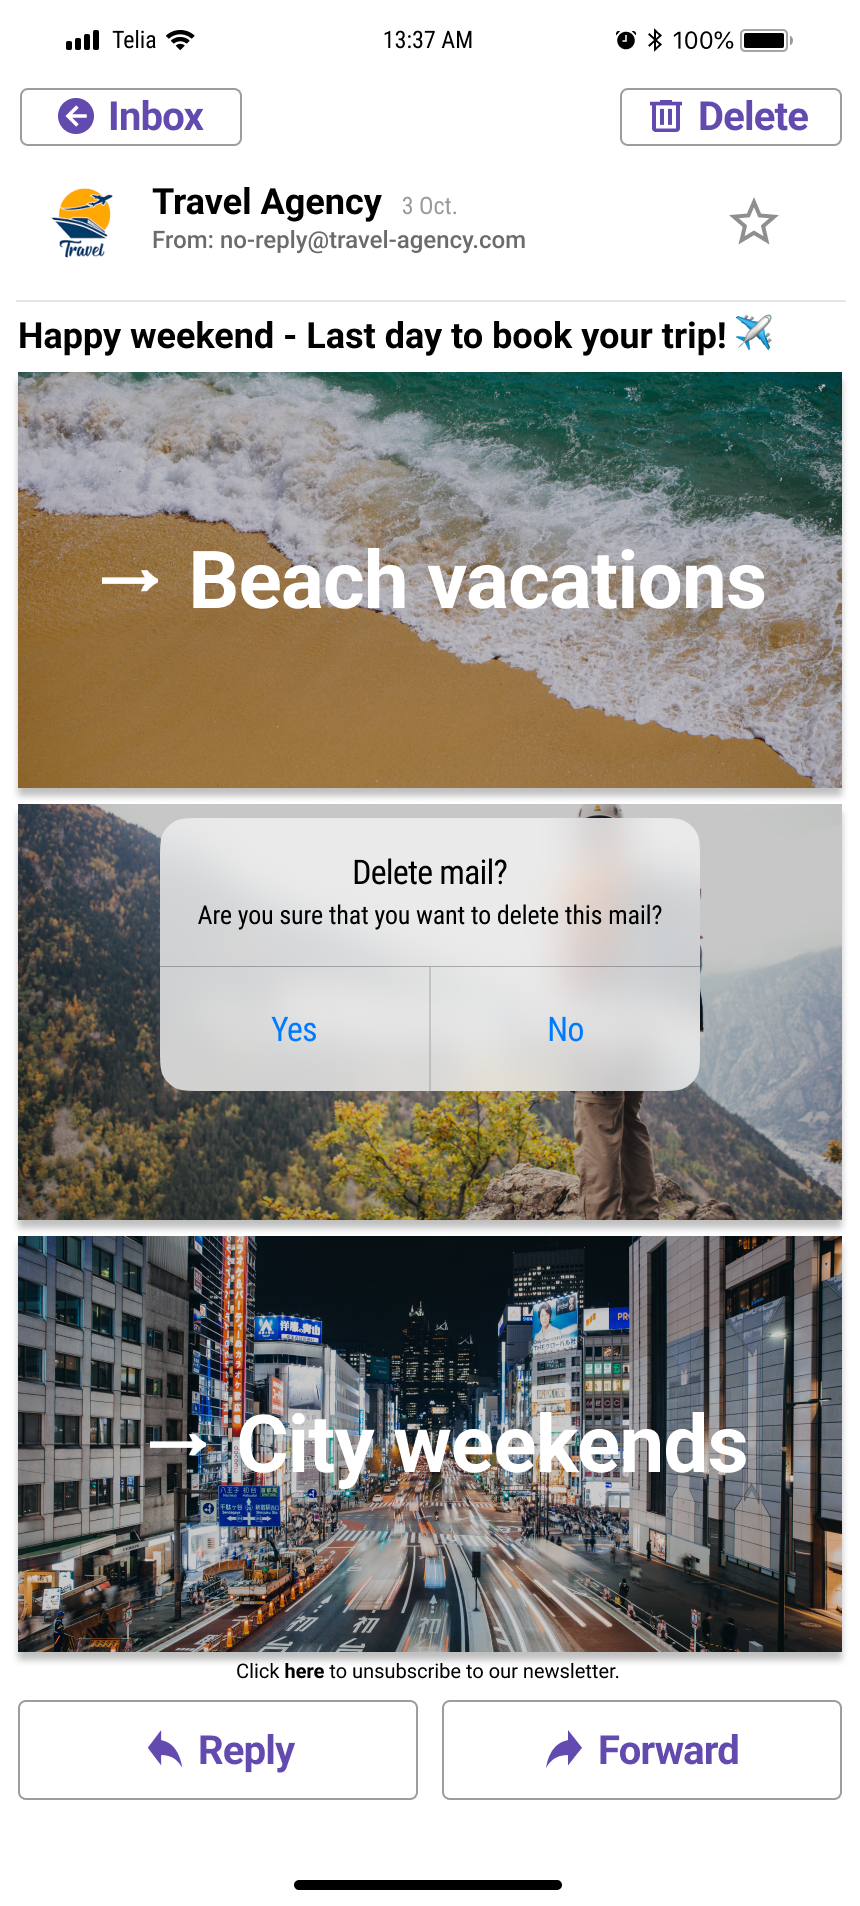 Telia 13:37 AM 100%
Inbox Delete
Travel Agency 3 Oct.
From: no-reply@travel-agency.com
Travel
Happy weekend - Last day to book your trip! ✈️
→ Beach vacations
Delete mail?
Are you sure that you want to delete this mail?
Yes No
→ City weekends
Click here to unsubscribe to our newsletter.
Reply Forward